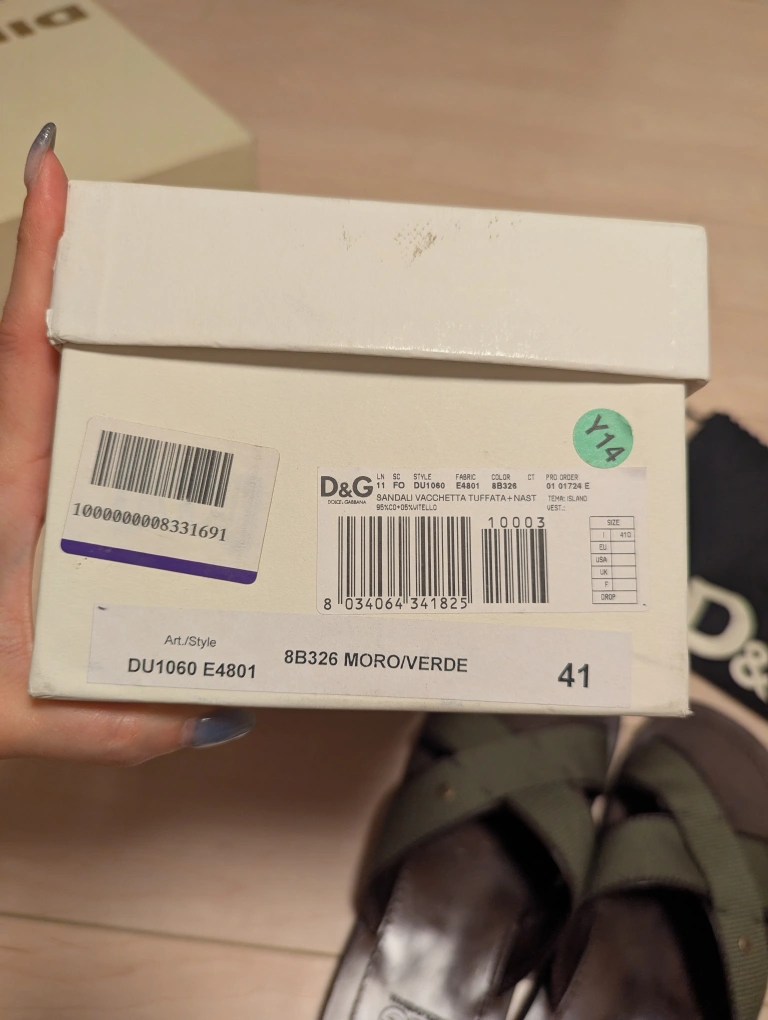 Y14
1000000008331691
D&G
DOLCE & GABBANA
LN SC STYLE FABRIC COLOR CT PRO ORDER
11 FO DU1060 E4801 8B326 01 01724 E
SANDALI VACCHETTA TUFFATA+NAST TEMA: ISLAND
95%CO+05%VITELLO VEST.:
10003
8 034064 341825
SIZE
I 410
EU
USA
UK
F
DROP
Art./Style
DU1060 E4801 8B326 MORO/VERDE 41
D&